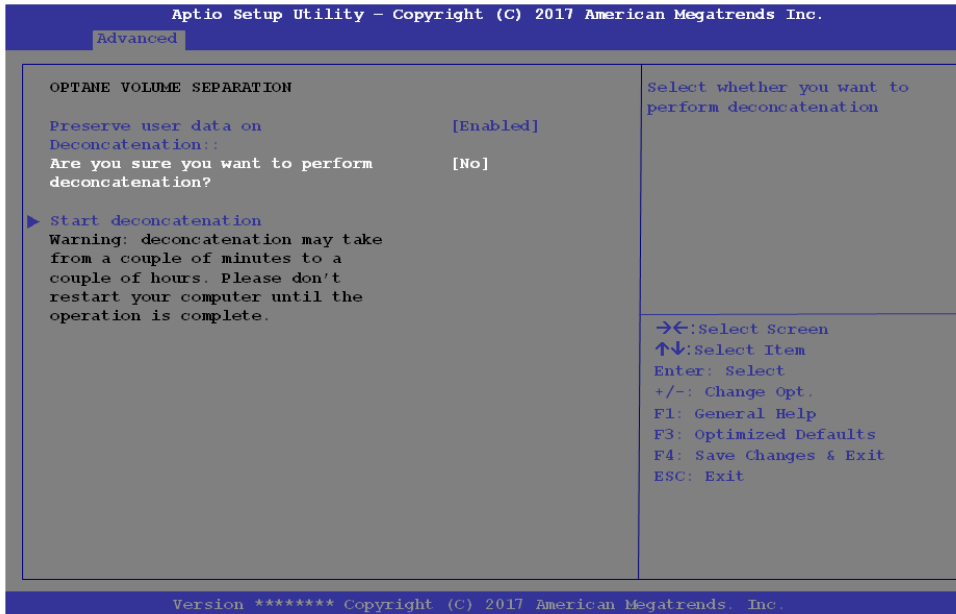 Aptio Setup Utility – Copyright (C) 2017 American Megatrends Inc.
Advanced
OPTANE VOLUME SEPARATION
Preserve user data on [Enabled]
Deconcatenation::
Are you sure you want to perform [No]
deconcatenation?
Start deconcatenation
Warning: deconcatenation may take
from a couple of minutes to a
couple of hours. Please don't
restart your computer until the
operation is complete.
Select whether you want to
perform deconcatenation
→←:Select Screen
↑↓:Select Item
Enter: Select
+/-: Change Opt.
F1: General Help
F3: Optimized Defaults
F4: Save Changes & Exit
ESC: Exit
Version ******** Copyright (C) 2017 American Megatrends. Inc.